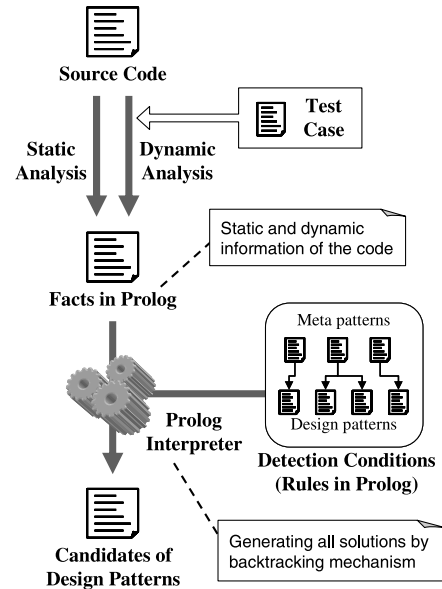 Source Code
Test
Case
Static
Analysis
Dynamic
Analysis
Static and dynamic
information of the code
Facts in Prolog
Meta patterns
Design patterns
Prolog
Interpreter
Detection Conditions
(Rules in Prolog)
Candidates of
Design Patterns
Generating all solutions by
backtracking mechanism